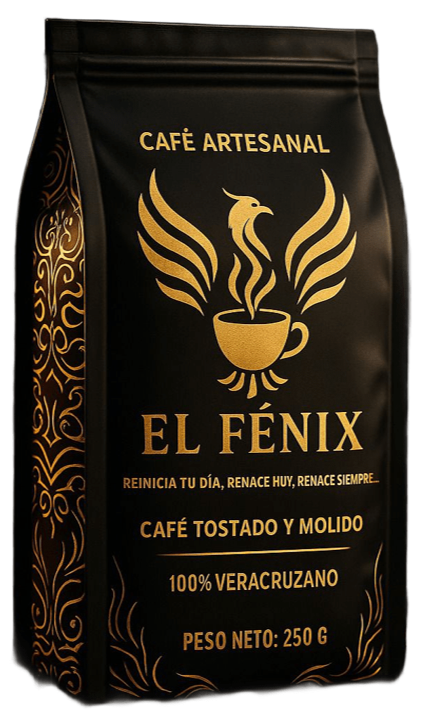 CAFÉ ARTESANAL
EL FÉNIX
REINICIA TU DÍA, RENACE HUY, RENACE SIEMPRE...
CAFÉ TOSTADO Y MOLIDO
100% VERACRUZANO
PESO NETO: 250 G